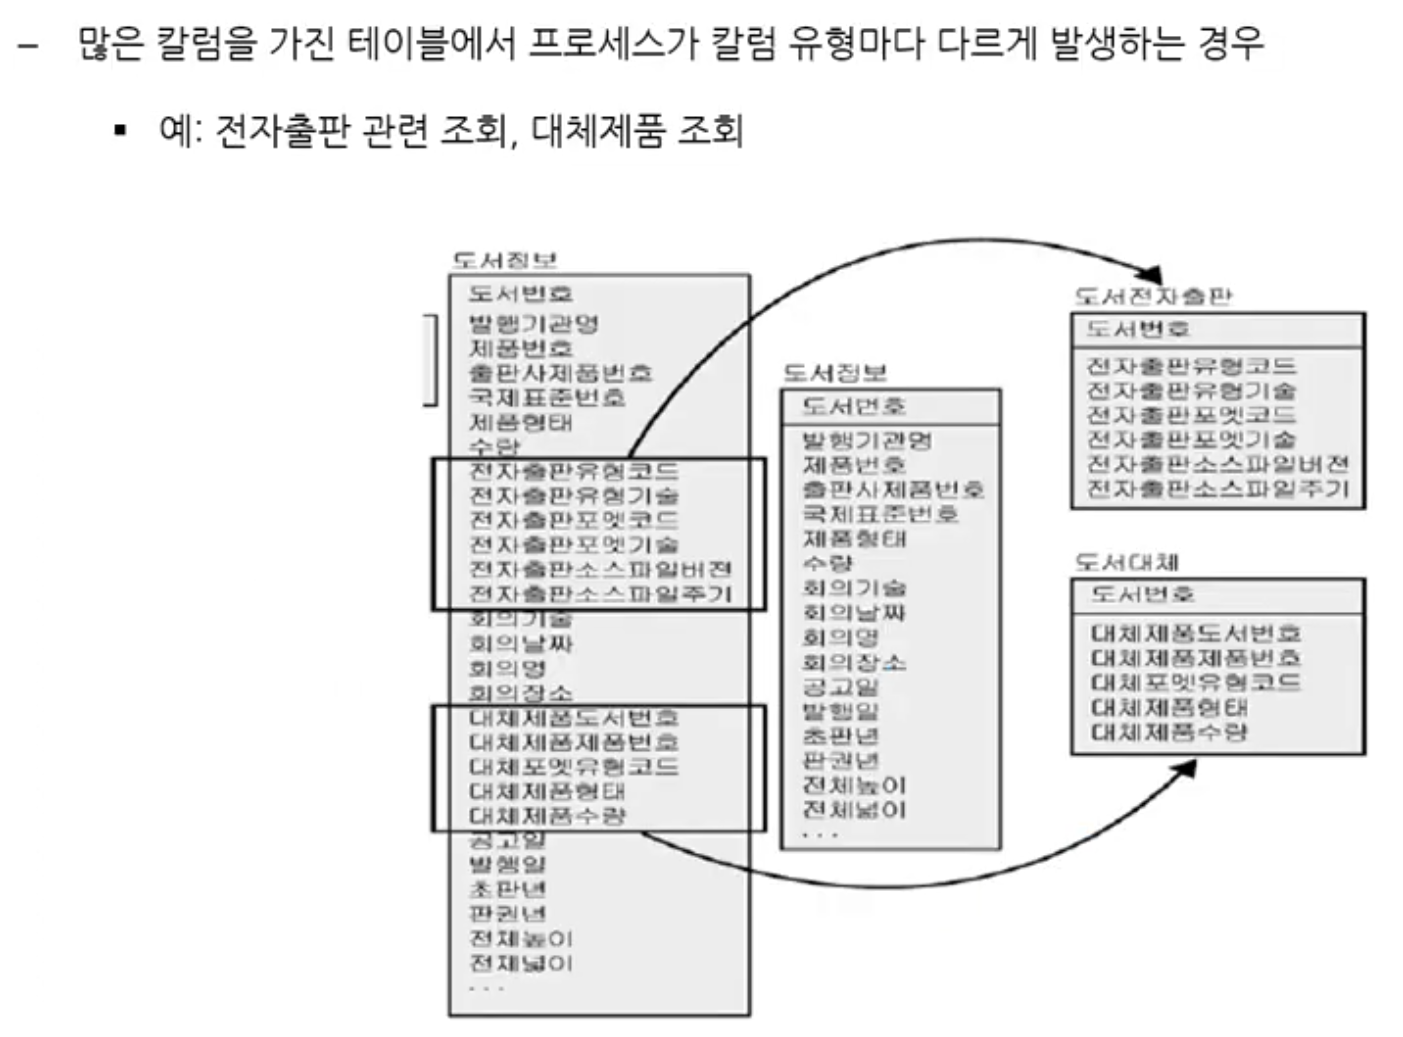 – 많은 칼럼을 가진 테이블에서 프로세스가 칼럼 유형마다 다르게 발생하는 경우
▪ 예: 전자출판 관련 조회, 대체제품 조회
도서정보
도서번호
발행기관명
제품번호
출판사제품번호
국제표준번호
제품형태
수량
전자출판유형코드
전자출판유형기술
전자출판포멧코드
전자출판포멧기술
전자출판소스파일버젼
전자출판소스파일주기
회의기술
회의날짜
회의명
회의장소
대체제품도서번호
대체제품제품번호
대체포멧유형코드
대체제품형태
대체제품수량
공고일
발행일
초판년
판권년
전체높이
전체넓이
...
도서정보
도서번호
발행기관명
제품번호
출판사제품번호
국제표준번호
제품형태
수량
회의기술
회의날짜
회의명
회의장소
공고일
발행일
초판년
판권년
전체높이
전체넓이
...
도서전자출판
도서번호
전자출판유형코드
전자출판유형기술
전자출판포멧코드
전자출판포멧기술
전자출판소스파일버젼
전자출판소스파일주기
도서대체
도서번호
대체제품도서번호
대체제품제품번호
대체포멧유형코드
대체제품형태
대체제품수량